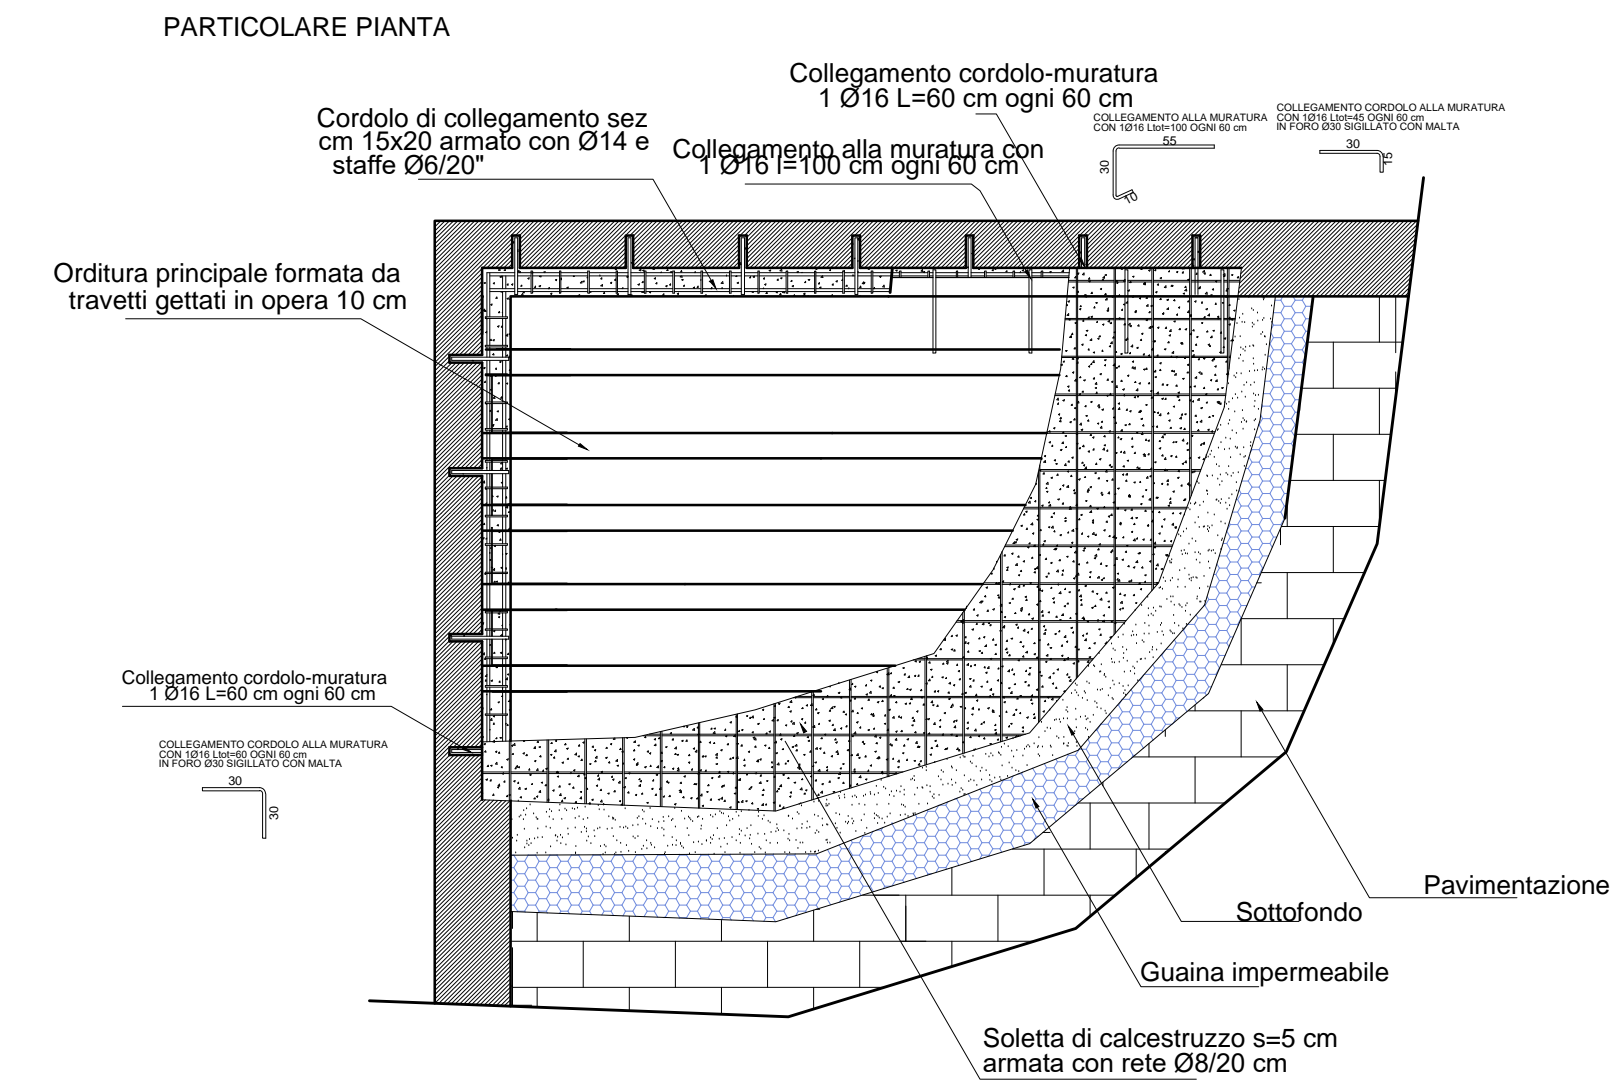 PARTICOLARE PIANTA
Collegamento cordolo-muratura
1 Ø16 L=60 cm ogni 60 cm
Cordolo di collegamento sez
cm 15x20 armato con Ø14 e
staffe Ø6/20"
Collegamento alla muratura con
1 Ø16 l=100 cm ogni 60 cm
COLLEGAMENTO ALLA MURATURA
CON 1Ø16 Ltot=100 OGNI 60 cm
55
30
10
COLLEGAMENTO CORDOLO ALLA MURATURA
CON 1Ø16 Ltot=45 OGNI 60 cm
IN FORO Ø30 SIGILLATO CON MALTA
30
15
Orditura principale formata da
travetti gettati in opera 10 cm
Collegamento cordolo-muratura
1 Ø16 L=60 cm ogni 60 cm
COLLEGAMENTO CORDOLO ALLA MURATURA
CON 1Ø16 Ltot=60 OGNI 60 cm
IN FORO Ø30 SIGILLATO CON MALTA
30
30
Pavimentazione
Sottofondo
Guaina impermeabile
Soletta di calcestruzzo s=5 cm
armata con rete Ø8/20 cm